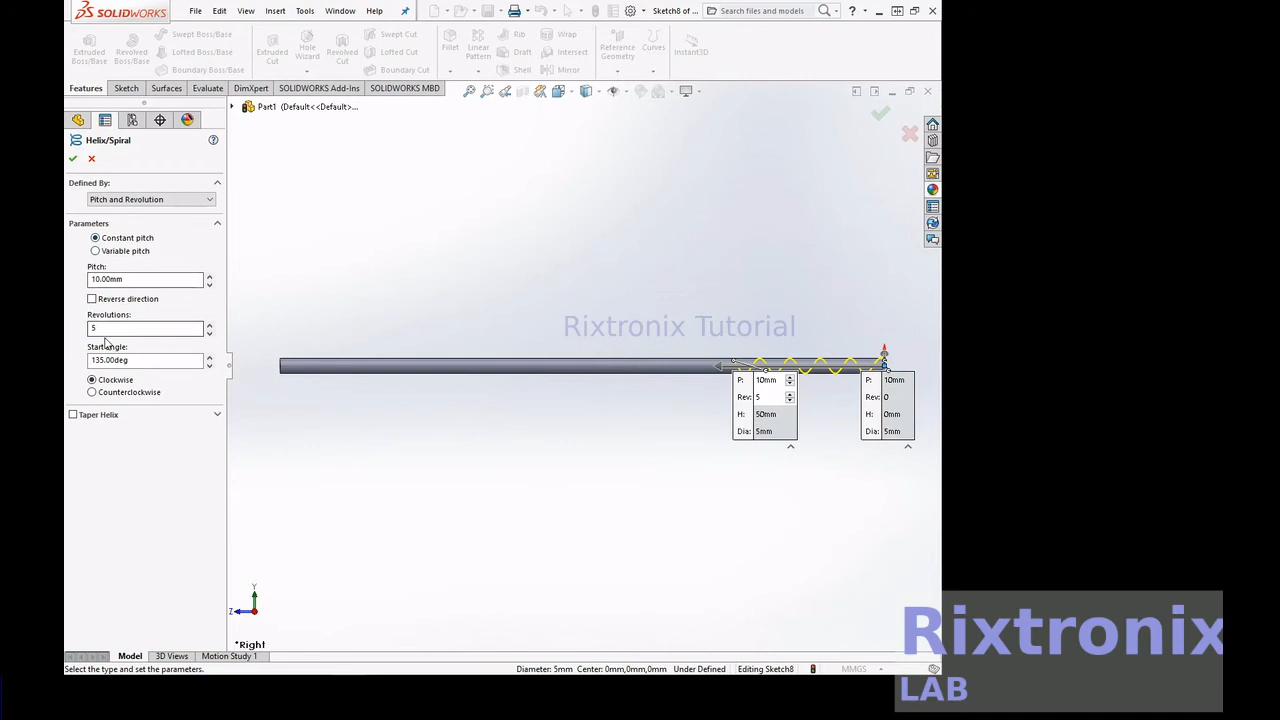 SOLIDWORKS File Edit View Insert Tools Window Help Sketch8 of ... Search files and models ?
Extruded Boss/Base
Revolved Boss/Base
Swept Boss/Base
Lofted Boss/Base
Boundary Boss/Base
Extruded Cut
Hole Wizard
Revolved Cut
Swept Cut
Lofted Cut
Boundary Cut
Fillet
Linear Pattern
Rib
Draft
Shell
Wrap
Intersect
Mirror
Reference Geometry
Curves
Instant3D
Features Sketch Surfaces Evaluate DimXpert SOLIDWORKS Add-Ins SOLIDWORKS MBD
Part1 (Default<<Default>...
Helix/Spiral
Defined By:
Pitch and Revolution
Parameters
Constant pitch
Variable pitch
Pitch:
10.00mm
Reverse direction
Revolutions:
5
Start angle:
135.00deg
Clockwise
Counterclockwise
Taper Helix
Rixtronix Tutorial
P: 10mm
Rev: 5
H: 50mm
Dia: 5mm
P: 10mm
Rev: 0
H: 0mm
Dia: 5mm
Y
Z
*Right
Model 3D Views Motion Study 1
Select the type and set the parameters. Diameter: 5mm Center: 0mm,0mm,0mm Under Defined Editing Sketch8 MMGS
Rixtronix
LAB